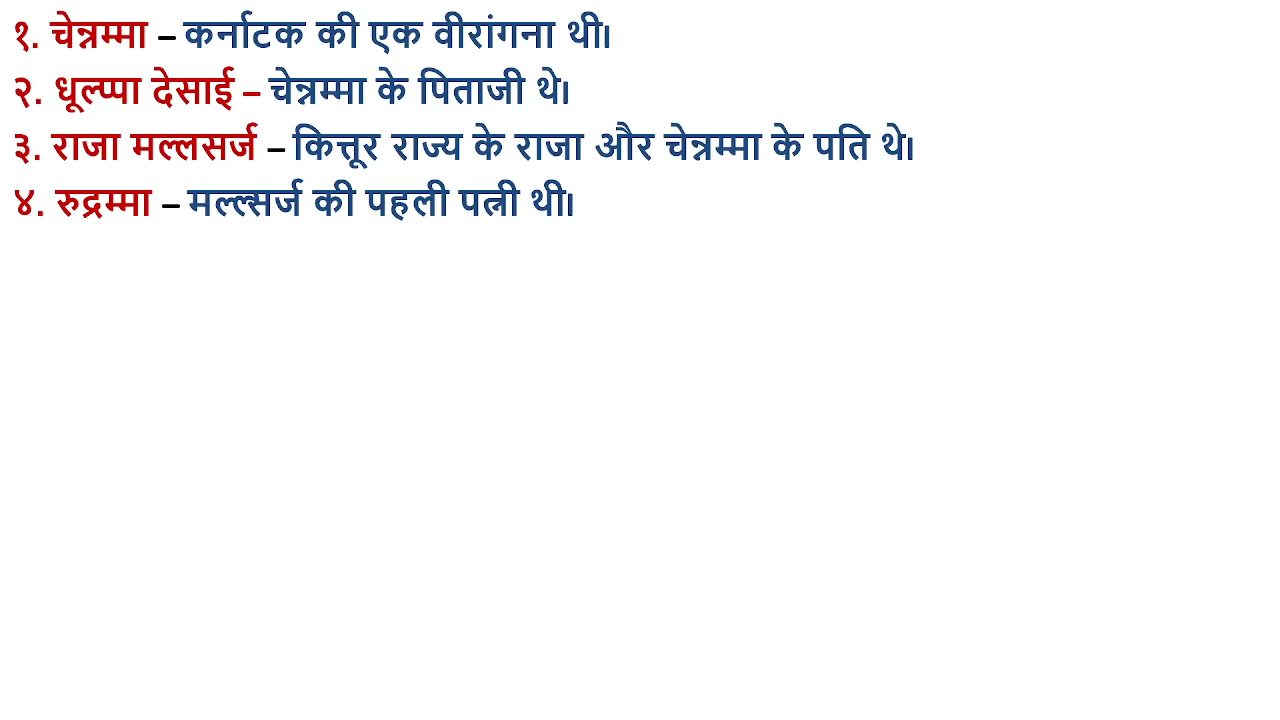 १. चेन्नम्मा – कर्नाटक की एक वीरांगना थी।
२. धूल्प्पा देसाई – चेन्नम्मा के पिताजी थे।
३. राजा मल्लसर्ज – कित्तूर राज्य के राजा और चेन्नम्मा के पति थे।
४. रुद्रम्मा – मल्ल्सर्ज की पहली पत्नी थी।